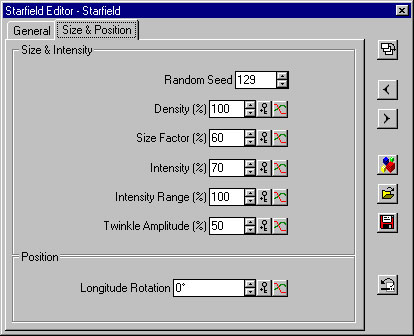 Starfield Editor - Starfield
General Size & Position
Size & Intensity
Random Seed 129
Density (%) 100
Size Factor (%) 60
Intensity (%) 70
Intensity Range (%) 100
Twinkle Amplitude (%) 50
Position
Longitude Rotation 0°